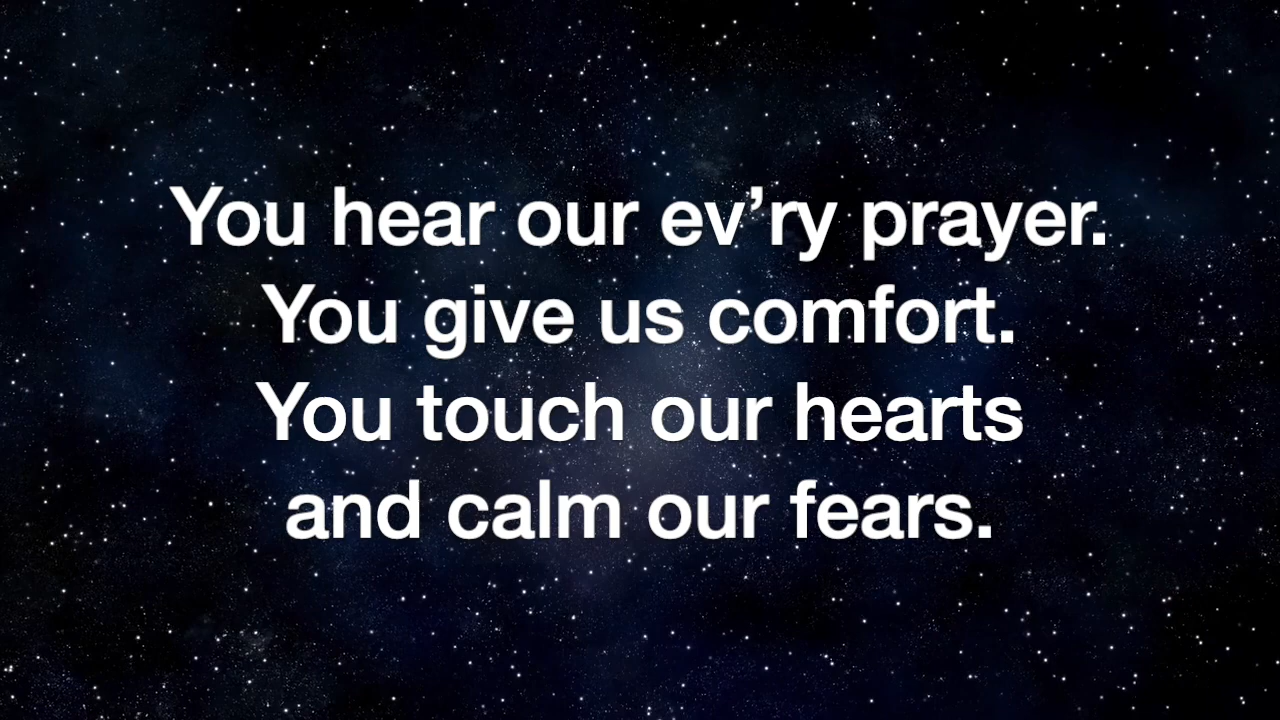 You hear our ev’ry prayer.
You give us comfort.
You touch our hearts
and calm our fears.